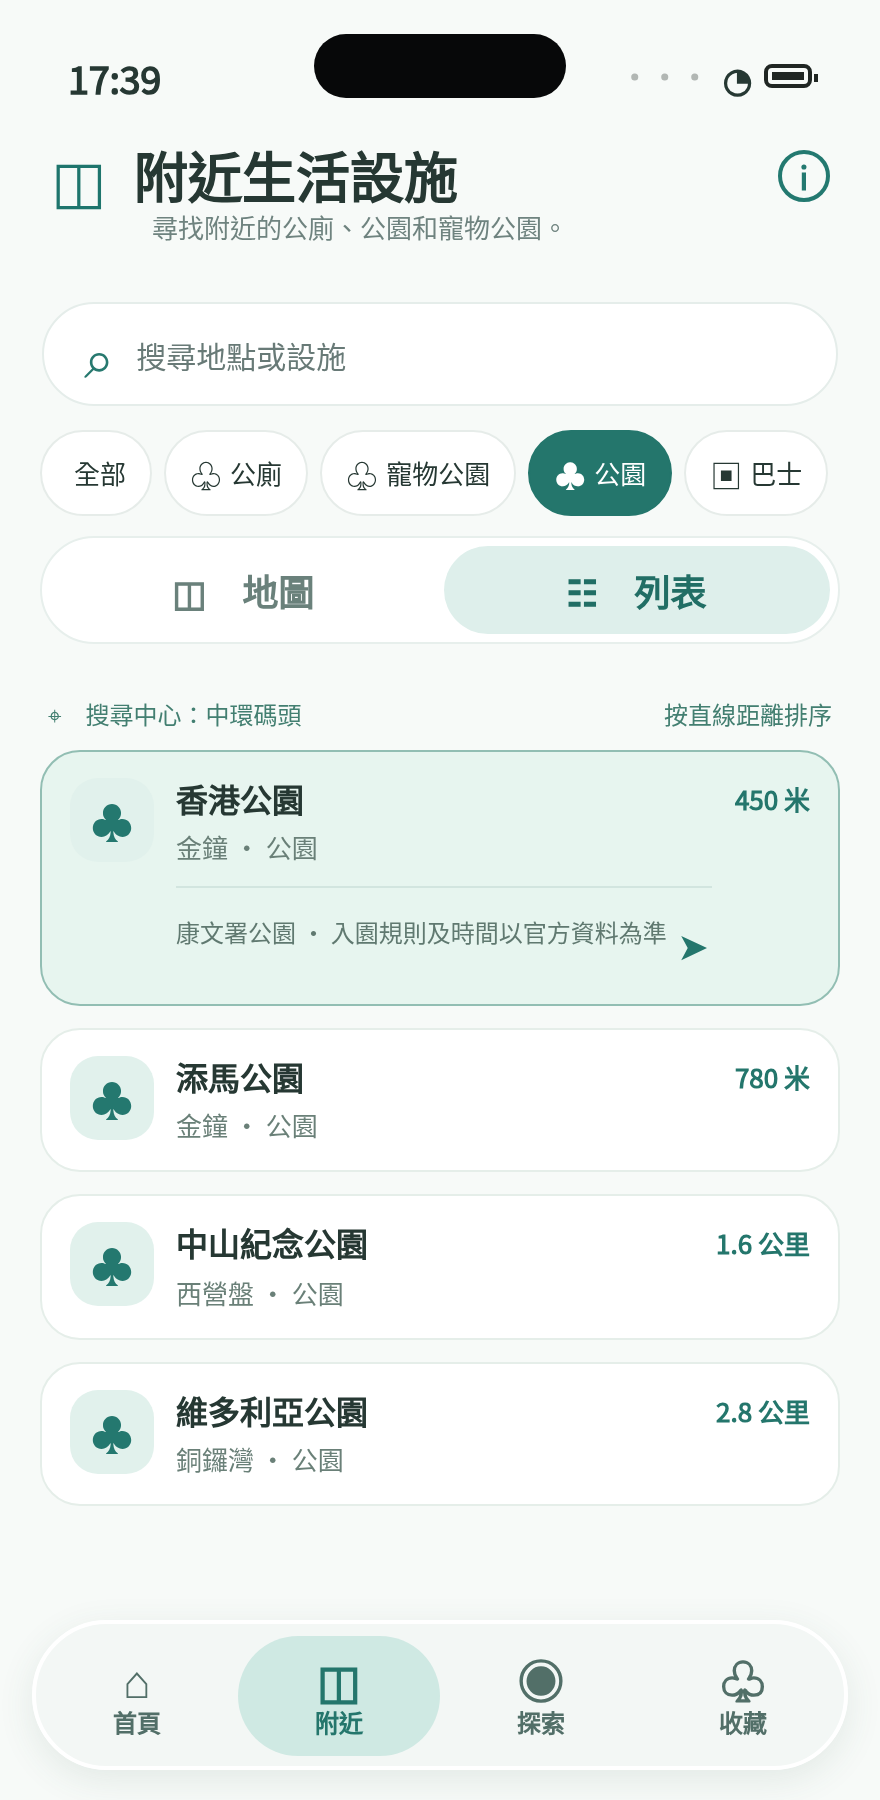 17:39
附近生活設施
尋找附近的公廁、公園和寵物公園。
搜尋地點或設施
全部 公廁 寵物公園 公園 巴士
地圖 列表
搜尋中心：中環碼頭 按直線距離排序
香港公園 450 米
金鐘 · 公園
康文署公園 · 入園規則及時間以官方資料為準
添馬公園 780 米
金鐘 · 公園
中山紀念公園 1.6 公里
西營盤 · 公園
維多利亞公園 2.8 公里
銅鑼灣 · 公園
首頁 附近 探索 收藏